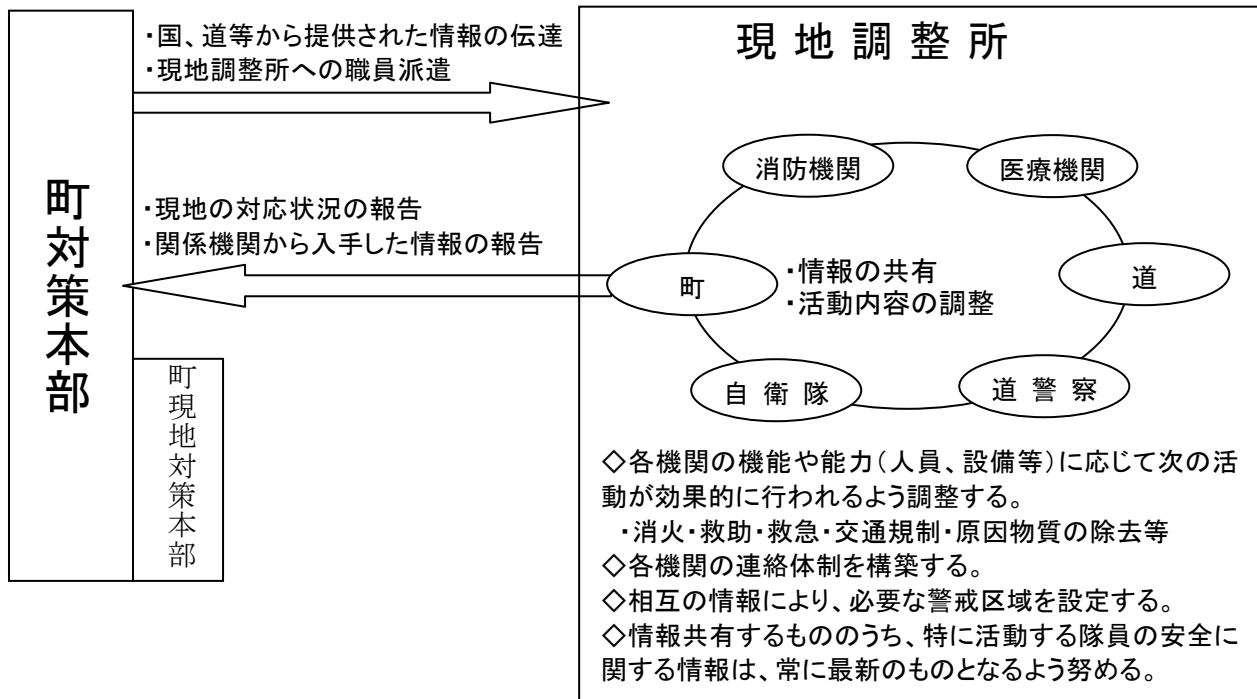 町対策本部
町現地対策本部
・国、道等から提供された情報の伝達
・現地調整所への職員派遣
・現地の対応状況の報告
・関係機関から入手した情報の報告
現地調整所
消防機関
医療機関
町
・情報の共有
・活動内容の調整
道
自衛隊
道警察
◇各機関の機能や能力(人員、設備等)に応じて次の活
動が効果的に行われるよう調整する。
・消火・救助・救急・交通規制・原因物質の除去等
◇各機関の連絡体制を構築する。
◇相互の情報により、必要な警戒区域を設定する。
◇情報共有するもののうち、特に活動する隊員の安全に
関する情報は、常に最新のものとなるよう努める。